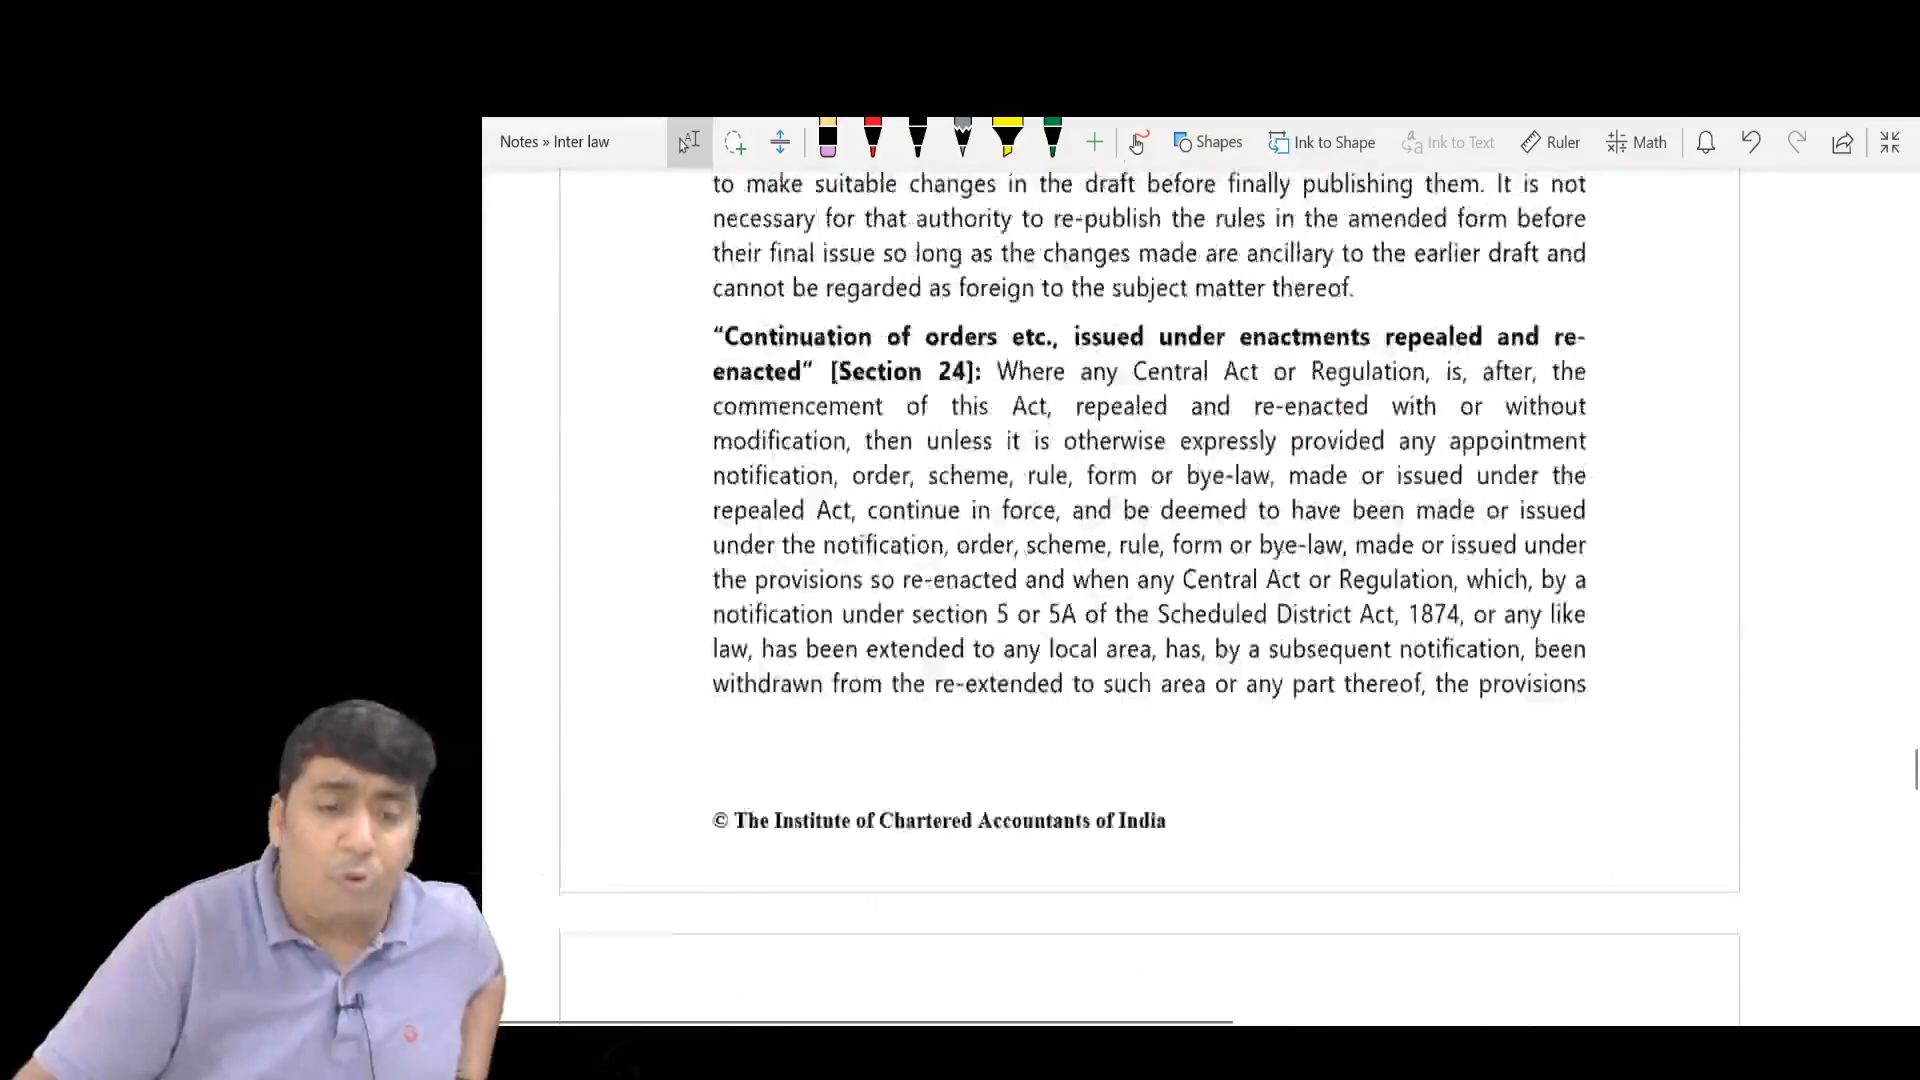 Notes » Inter law
Shapes
Ink to Shape
Ink to Text
Ruler
Math
to make suitable changes in the draft before finally publishing them. It is not
necessary for that authority to re-publish the rules in the amended form before
their final issue so long as the changes made are ancillary to the earlier draft and
cannot be regarded as foreign to the subject matter thereof.
“Continuation of orders etc., issued under enactments repealed and re-
enacted“ [Section 24]: Where any Central Act or Regulation, is, after, the
commencement of this Act, repealed and re-enacted with or without
modification, then unless it is otherwise expressly provided any appointment
notification, order, scheme, rule, form or bye-law, made or issued under the
repealed Act, continue in force, and be deemed to have been made or issued
under the notification, order, scheme, rule, form or bye-law, made or issued under
the provisions so re-enacted and when any Central Act or Regulation, which, by a
notification under section 5 or 5A of the Scheduled District Act, 1874, or any like
law, has been extended to any local area, has, by a subsequent notification, been
withdrawn from the re-extended to such area or any part thereof, the provisions
© The Institute of Chartered Accountants of India